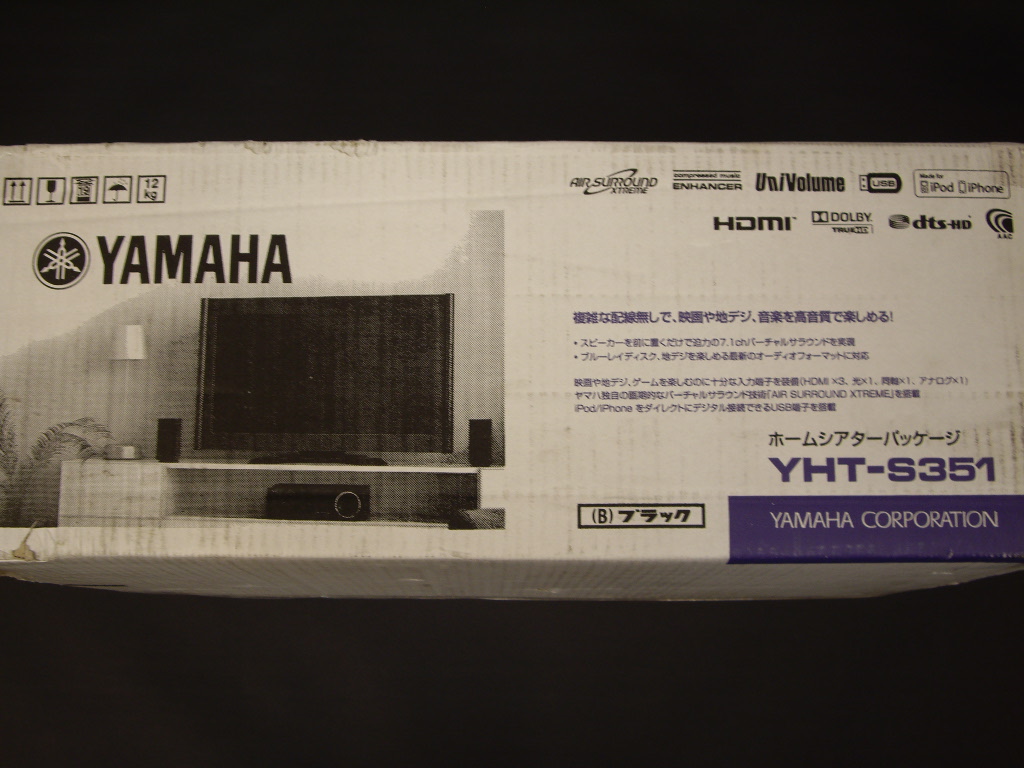 12 kg
AIR SURROUND XTREME
compressed music ENHANCER
UniVolume
USB
Made for iPod iPhone
HDMI
DOLBY TRUEHD
dts-HD
AAC
YAMAHA
複雑な配線無しで、映画や地デジ、音楽を高音質で楽しめる!
・スピーカーを前に置くだけで迫力の7.1chバーチャルサラウンドを実現
・ブルーレイディスク、地デジを楽しめる最新のオーディオフォーマットに対応
映画や地デジ、ゲームを楽しむのに十分な入力端子を装備(HDMI ×3、光×1、同軸×1、アナログ×1)
ヤマハ独自の画期的なバーチャルサラウンド技術「AIR SURROUND XTREME」を搭載
iPod/iPhone をダイレクトにデジタル接続できるUSB端子を搭載
ホームシアターパッケージ
YHT-S351
(B) ブラック
YAMAHA CORPORATION